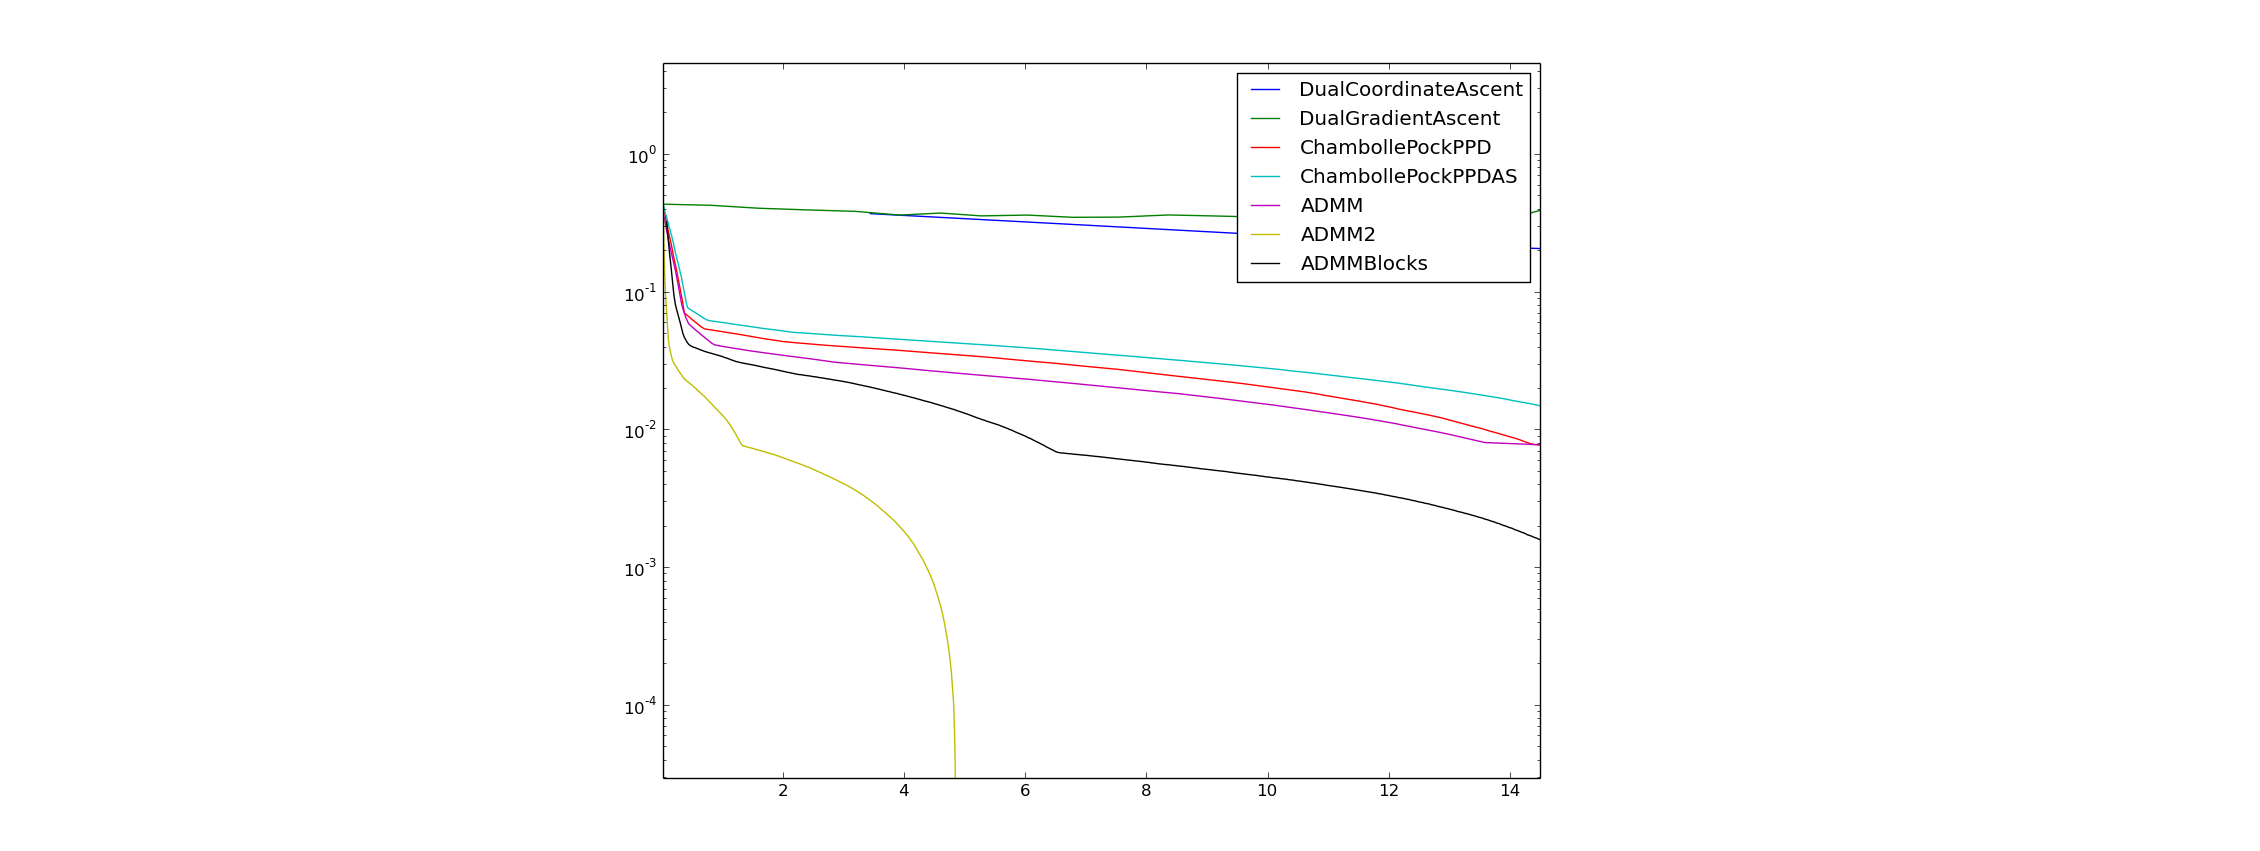 DualCoordinateAscent
DualGradientAscent
ChambollePockPPD
ChambollePockPPDAS
ADMM
ADMM2
ADMMBlocks
10^0
10^-1
10^-2
10^-3
10^-4
2 4 6 8 10 12 14